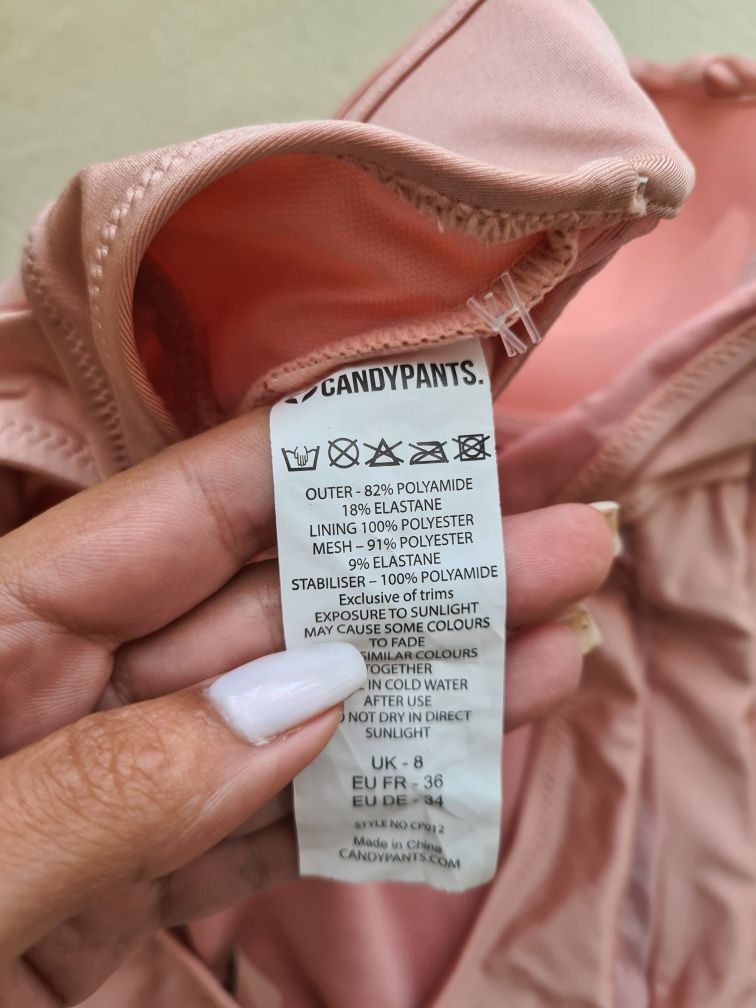 CANDYPANTS.
OUTER - 82% POLYAMIDE
18% ELASTANE
LINING 100% POLYESTER
MESH – 91% POLYESTER
9% ELASTANE
STABILISER – 100% POLYAMIDE
Exclusive of trims
EXPOSURE TO SUNLIGHT
MAY CAUSE SOME COLOURS
TO FADE
SIMILAR COLOURS
TOGETHER
IN COLD WATER
AFTER USE
NOT DRY IN DIRECT
SUNLIGHT
UK - 8
EU FR - 36
EU DE - 34
STYLE NO CP012
Made in China
CANDYPANTS.COM